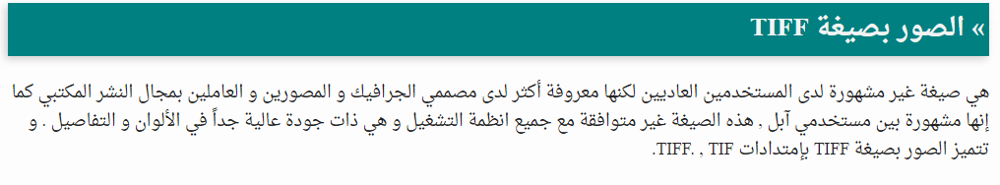 » الصور بصيغة TIFF
هي صيغة غير مشهورة لدى المستخدمين العاديين لكنها معروفة أكثر لدى مصممي الجرافيك و المصورين و العاملين بمجال النشر المكتبي كما
إنها مشهورة بين مستخدمي آبل , هذه الصيغة غير متوافقة مع جميع انظمة التشغيل و هي ذات جودة عالية جداً في الألوان و التفاصيل . و
تتميز الصور بصيغة TIFF بإمتدادات TIFF. , TIF.